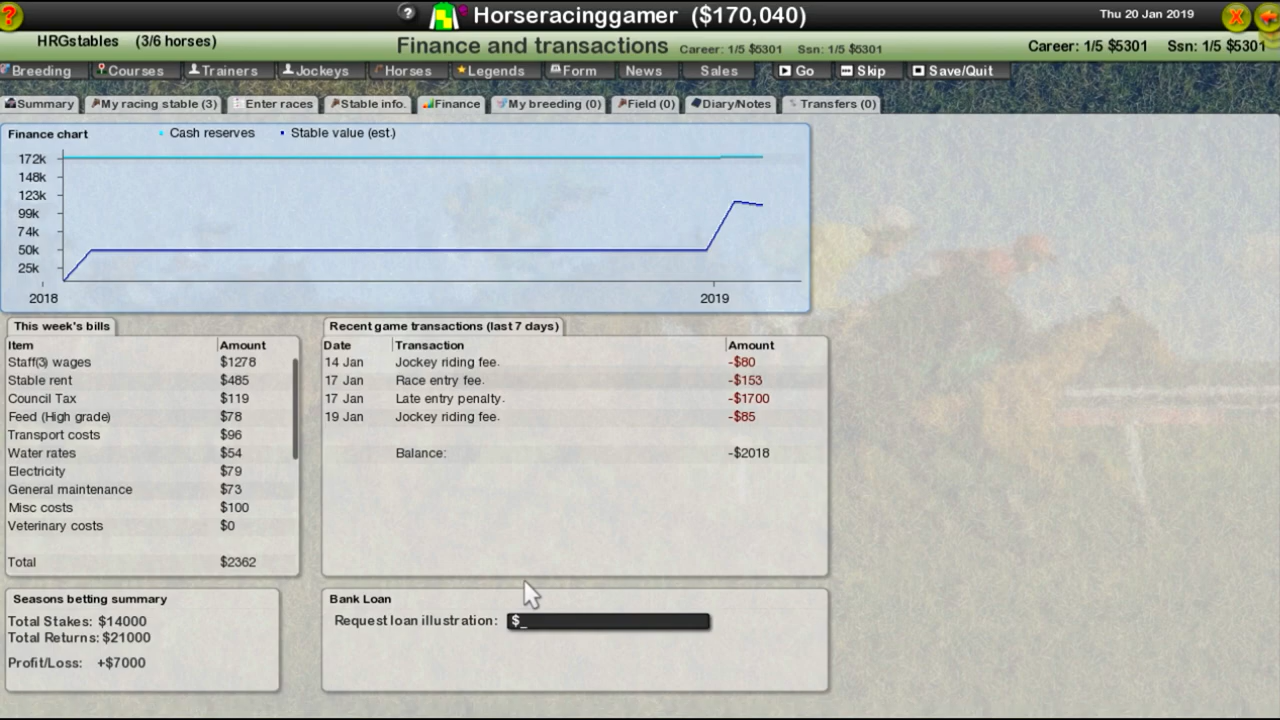 ? ? Horseracinggamer ($170,040) Thu 20 Jan 2019 X
HRGstables (3/6 horses) Finance and transactions Career: 1/5 $5301 Ssn: 1/5 $5301 Career: 1/5 $5301 Ssn: 1/5 $5301
Breeding Courses Trainers Jockeys Horses Legends Form News Sales Go Skip Save/Quit
Summary My racing stable (3) Enter races Stable info. Finance My breeding (0) Field (0) Diary/Notes Transfers (0)
Finance chart Cash reserves Stable value (est.)
172k
148k
123k
99k
74k
50k
25k
2018 2019
This week's bills
Item Amount
Staff(3) wages $1278
Stable rent $485
Council Tax $119
Feed (High grade) $78
Transport costs $96
Water rates $54
Electricity $79
General maintenance $73
Misc costs $100
Veterinary costs $0
Total $2362
Recent game transactions (last 7 days)
Date Transaction Amount
14 Jan Jockey riding fee. -$80
17 Jan Race entry fee. -$153
17 Jan Late entry penalty. -$1700
19 Jan Jockey riding fee. -$85
Balance: -$2018
Seasons betting summary
Total Stakes: $14000
Total Returns: $21000
Profit/Loss: +$7000
Bank Loan
Request loan illustration: $_